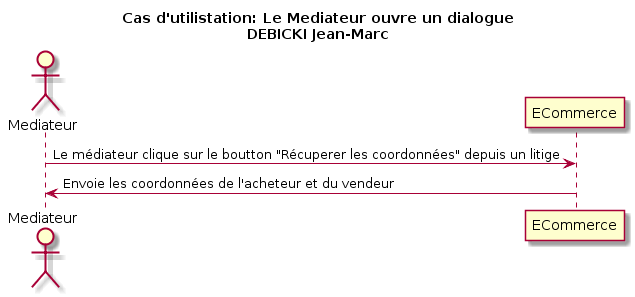 Cas d'utilistation: Le Mediateur ouvre un dialogue
DEBICKI Jean-Marc
Mediateur
ECommerce
Le médiateur clique sur le boutton "Récuperer les coordonnées" depuis un litige
Envoie les coordonnées de l'acheteur et du vendeur
Mediateur
ECommerce